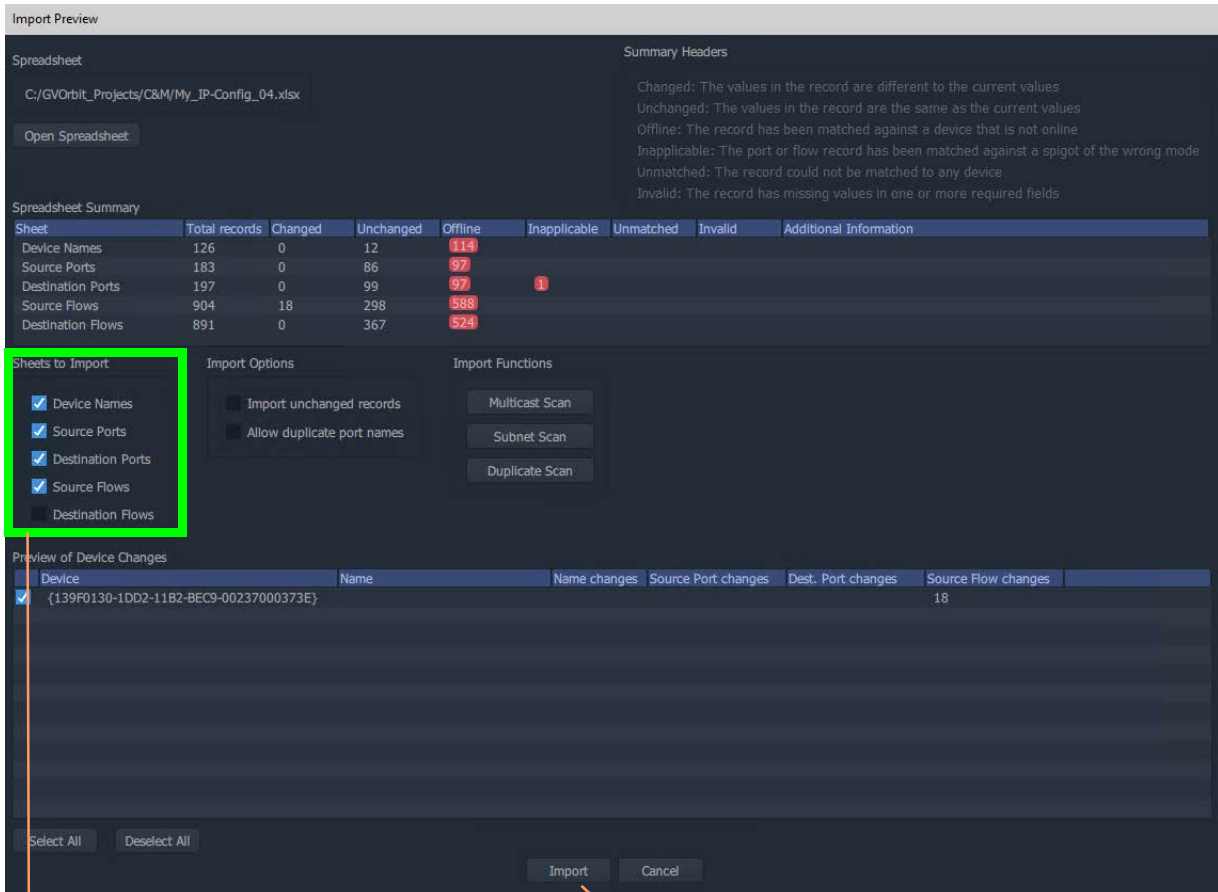 Import Preview
Spreadsheet
C:/GVOrbit_Projects/C&M/My_IP-Config_04.xlsx
Open Spreadsheet
Summary Headers
Changed: The values in the record are different to the current values
Unchanged: The values in the record are the same as the current values
Offline: The record has been matched against a device that is not online
Inapplicable: The port or flow record has been matched against a spigot of the wrong mode
Unmatched: The record could not be matched to any device
Invalid: The record has missing values in one or more required fields
Spreadsheet Summary
Sheet Total records Changed Unchanged Offline Inapplicable Unmatched Invalid Additional Information
Device Names 126 0 12 114
Source Ports 183 0 86 97
Destination Ports 197 0 99 97 1
Source Flows 904 18 298 588
Destination Flows 891 0 367 524
Sheets to Import
Device Names
Source Ports
Destination Ports
Source Flows
Destination Flows
Import Options
Import unchanged records
Allow duplicate port names
Import Functions
Multicast Scan
Subnet Scan
Duplicate Scan
Preview of Device Changes
Device Name Name changes Source Port changes Dest. Port changes Source Flow changes
{139F0130-1DD2-11B2-BEC9-00237000373E} 18
Select All Deselect All
Import Cancel